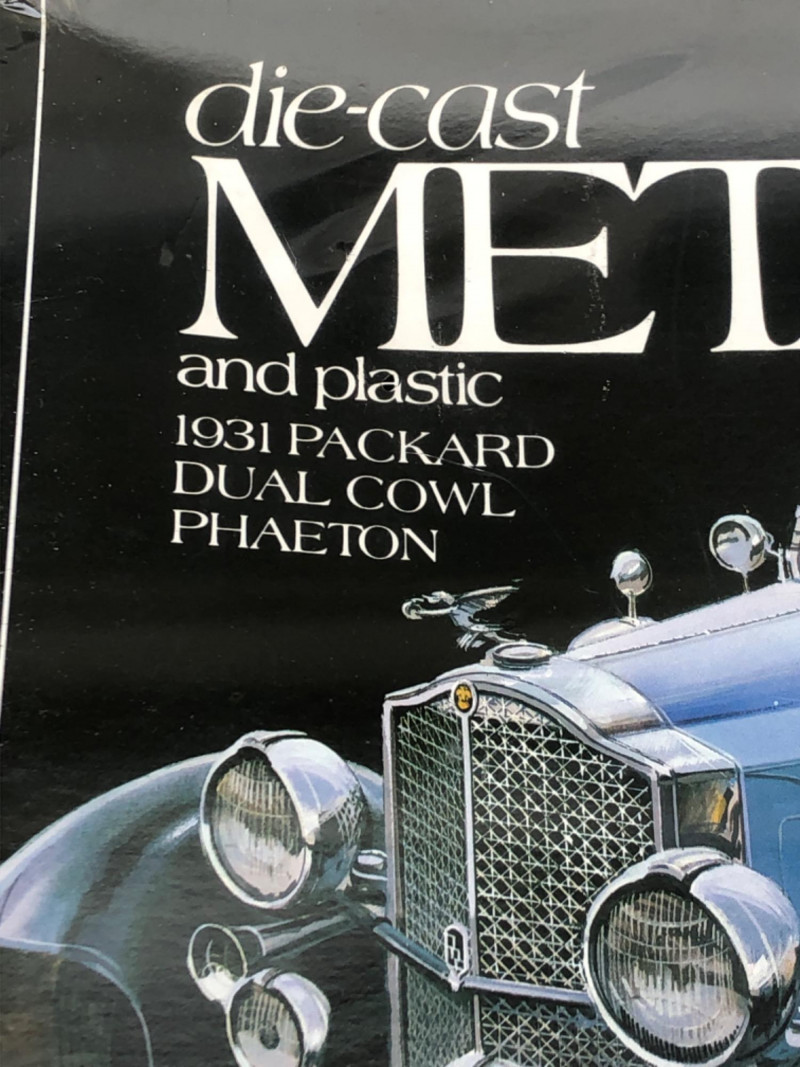 die-cast
MET
and plastic
1931 PACKARD
DUAL COWL
PHAETON